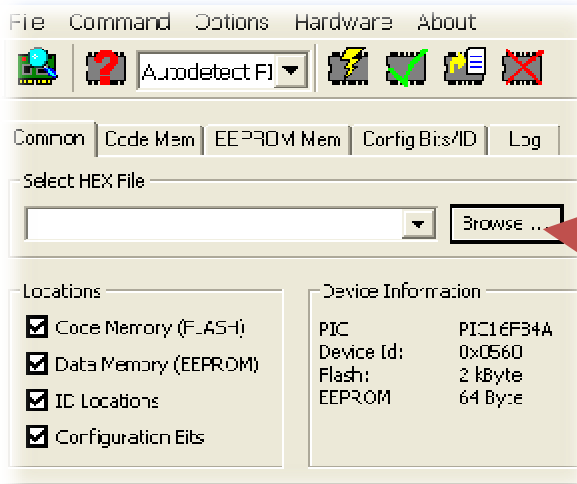 File Command Options Hardware About
Autodetect
Common Code Mem EEPROM Mem Config Bits/ID Log
Select HEX File
Browse ...
Locations
Code Memory (FLASH)
Data Memory (EEPROM)
ID Locations
Configuration Bits
Device Information
PIC PIC16F84A
Device Id: 0x0560
Flash: 2 kByte
EEPROM 64 Byte